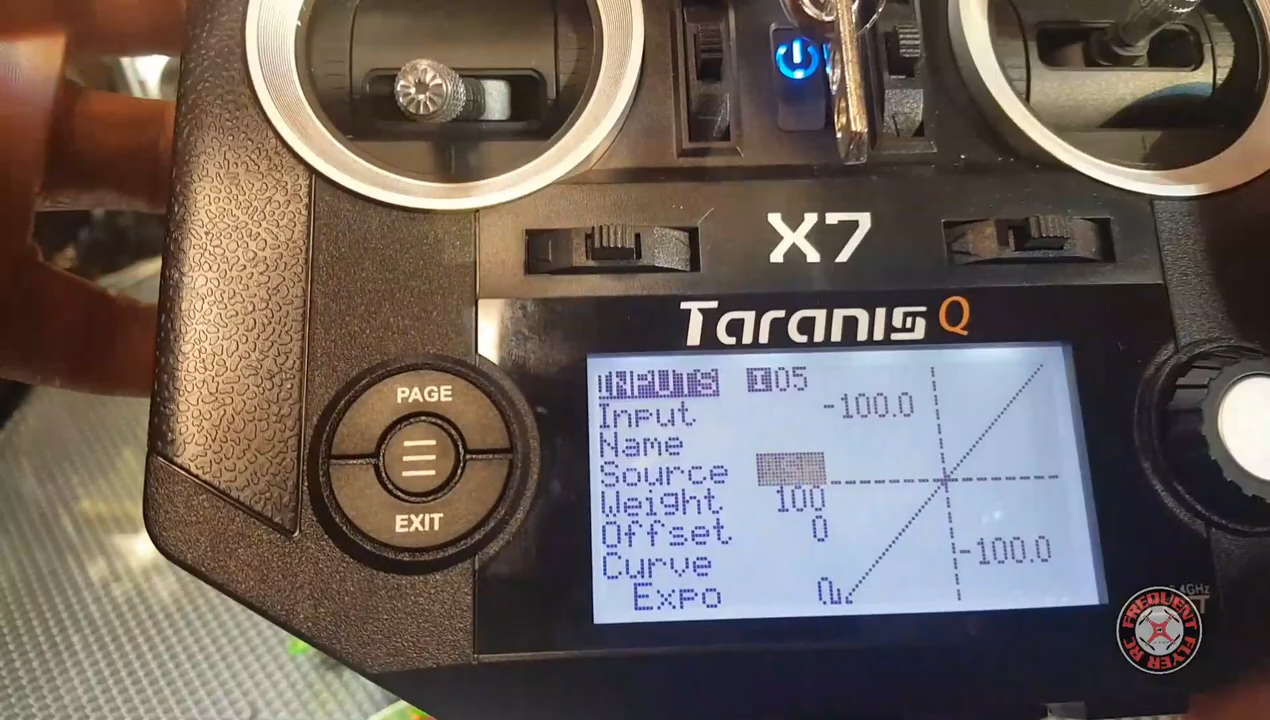 X7
Taranis Q
PAGE
EXIT
INPUTS I05
Input -100.0
Name
Source
Weight 100
Offset 0
Curve -100.0
Expo 0
FREQUENT FLYER RC